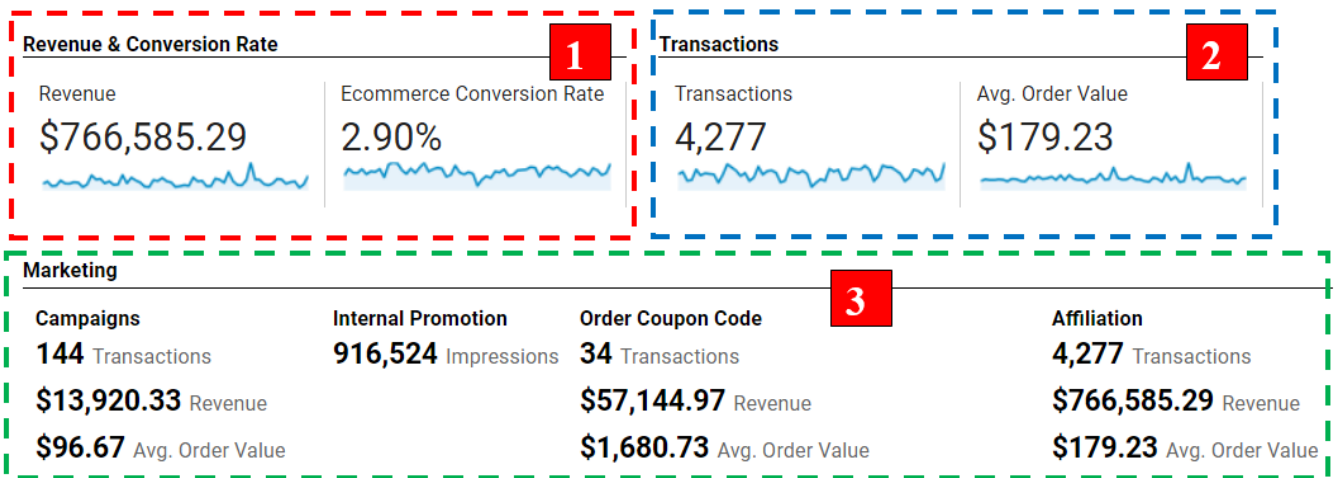 Revenue & Conversion Rate
1
Revenue
$766,585.29
Ecommerce Conversion Rate
2.90%
Transactions
2
Transactions
4,277
Avg. Order Value
$179.23
Marketing
3
Campaigns
144 Transactions
$13,920.33 Revenue
$96.67 Avg. Order Value
Internal Promotion
916,524 Impressions
Order Coupon Code
34 Transactions
$57,144.97 Revenue
$1,680.73 Avg. Order Value
Affiliation
4,277 Transactions
$766,585.29 Revenue
$179.23 Avg. Order Value